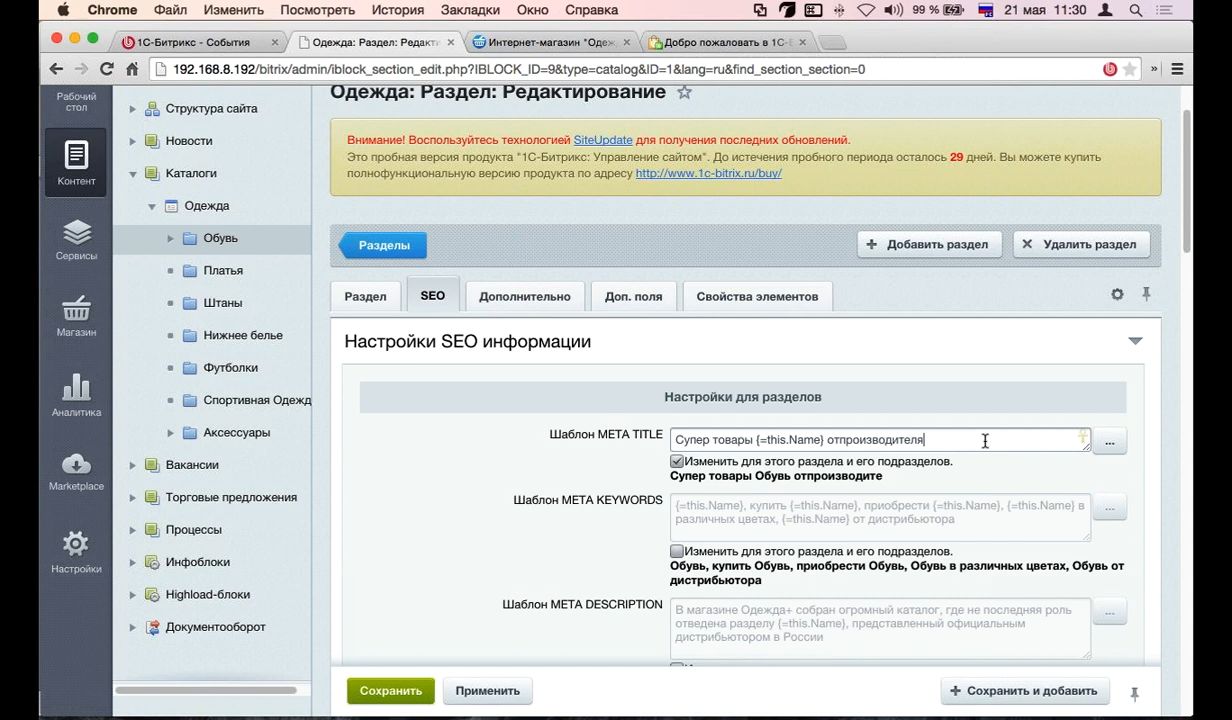 Chrome Файл Изменить Посмотреть История Закладки Окно Справка 99 % 21 мая 11:30
1С-Битрикс - События × Одежда: Раздел: Редакти × Интернет-магазин "Одеж × Добро пожаловать в 1С-Б ×
192.168.8.192/bitrix/admin/iblock_section_edit.php?IBLOCK_ID=9&type=catalog&ID=1&lang=ru&find_section_section=0 »
Рабочий
стол
Контент
Сервисы
Магазин
Аналитика
Marketplace
Настройки
Структура сайта
Новости
Каталоги
Одежда
Обувь
Платья
Штаны
Нижнее белье
Футболки
Спортивная Одежд
Аксессуары
Вакансии
Торговые предложения
Процессы
Инфоблоки
Highload-блоки
Документооборот
Одежда: Раздел: Редактирование
Внимание! Воспользуйтесь технологией SiteUpdate для получения последних обновлений.
Это пробная версия продукта "1С-Битрикс: Управление сайтом". До истечения пробного периода осталось 29 дней. Вы можете купить
полнофункциональную версию продукта по адресу http://www.1c-bitrix.ru/buy/
Разделы + Добавить раздел × Удалить раздел
Раздел SEO Дополнительно Доп. поля Свойства элементов
Настройки SEO информации
Настройки для разделов
Шаблон META TITLE Супер товары {=this.Name} отпроизводителя ...
Изменить для этого раздела и его подразделов.
Супер товары Обувь отпроизводите
Шаблон META KEYWORDS {=this.Name}, купить {=this.Name}, приобрести {=this.Name}, {=this.Name} в ...
различных цветах, {=this.Name} от дистрибьютора
Изменить для этого раздела и его подразделов.
Обувь, купить Обувь, приобрести Обувь, Обувь в различных цветах, Обувь от
дистрибьютора
Шаблон META DESCRIPTION В магазине Одежда+ собран огромный каталог, где не последняя роль ...
отведена разделу {=this.Name}, представленный официальным
дистрибьютором в России
Сохранить Применить + Сохранить и добавить